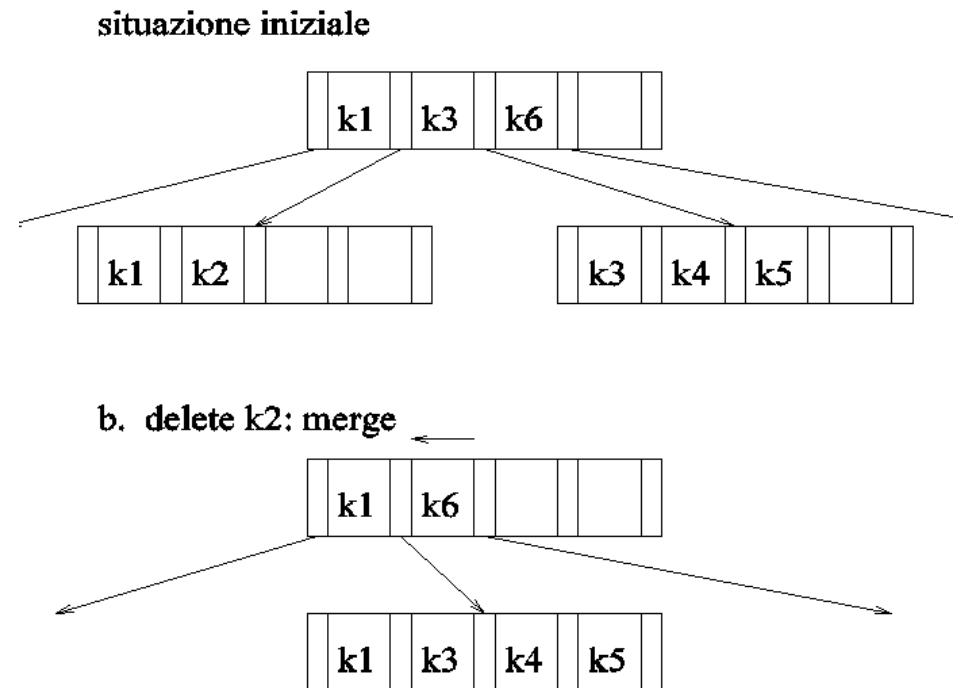 situazione iniziale
k1 k3 k6
k1 k2 k3 k4 k5
b. delete k2: merge
k1 k6
k1 k3 k4 k5